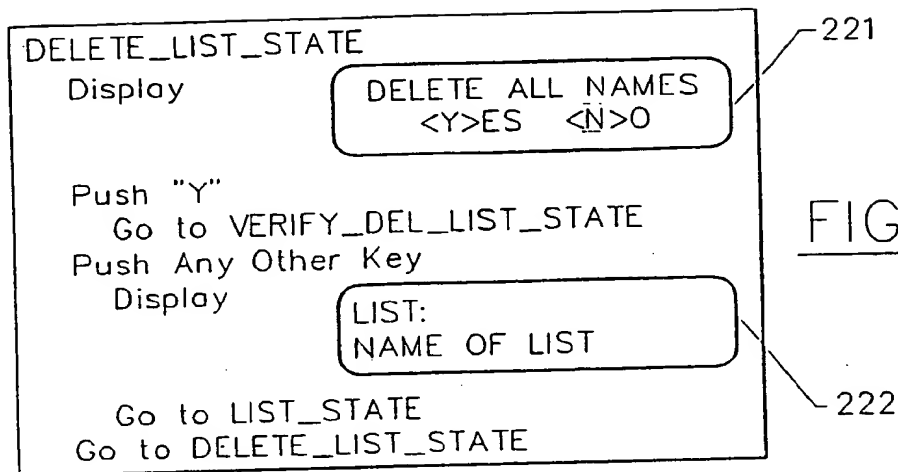 DELETE_LIST_STATE
Display
DELETE ALL NAMES
<Y>ES <N>O
221
Push "Y"
Go to VERIFY_DEL_LIST_STATE
Push Any Other Key
Display
LIST:
NAME OF LIST
222
Go to LIST_STATE
Go to DELETE_LIST_STATE
FIG